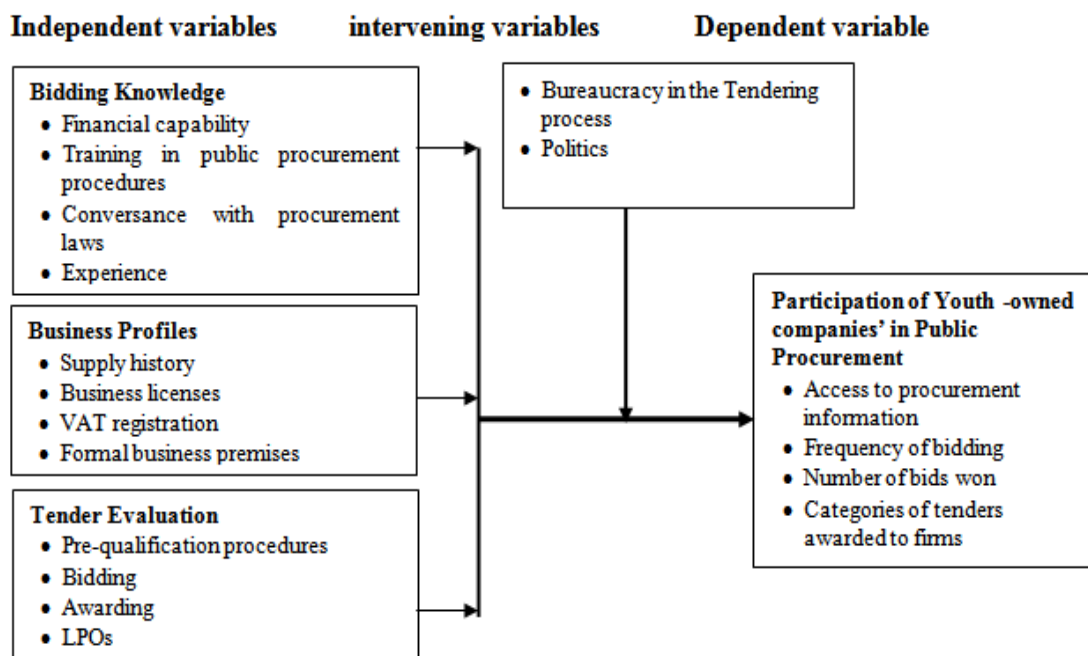 Independent variables intervening variables Dependent variable
Bidding Knowledge
• Financial capability
• Training in public procurement
procedures
• Conversance with procurement
laws
• Experience
Business Profiles
• Supply history
• Business licenses
• VAT registration
• Formal business premises
Tender Evaluation
• Pre-qualification procedures
• Bidding
• Awarding
• LPOs
• Bureaucracy in the Tendering
process
• Politics
Participation of Youth -owned
companies’ in Public
Procurement
• Access to procurement
information
• Frequency of bidding
• Number of bids won
• Categories of tenders
awarded to firms